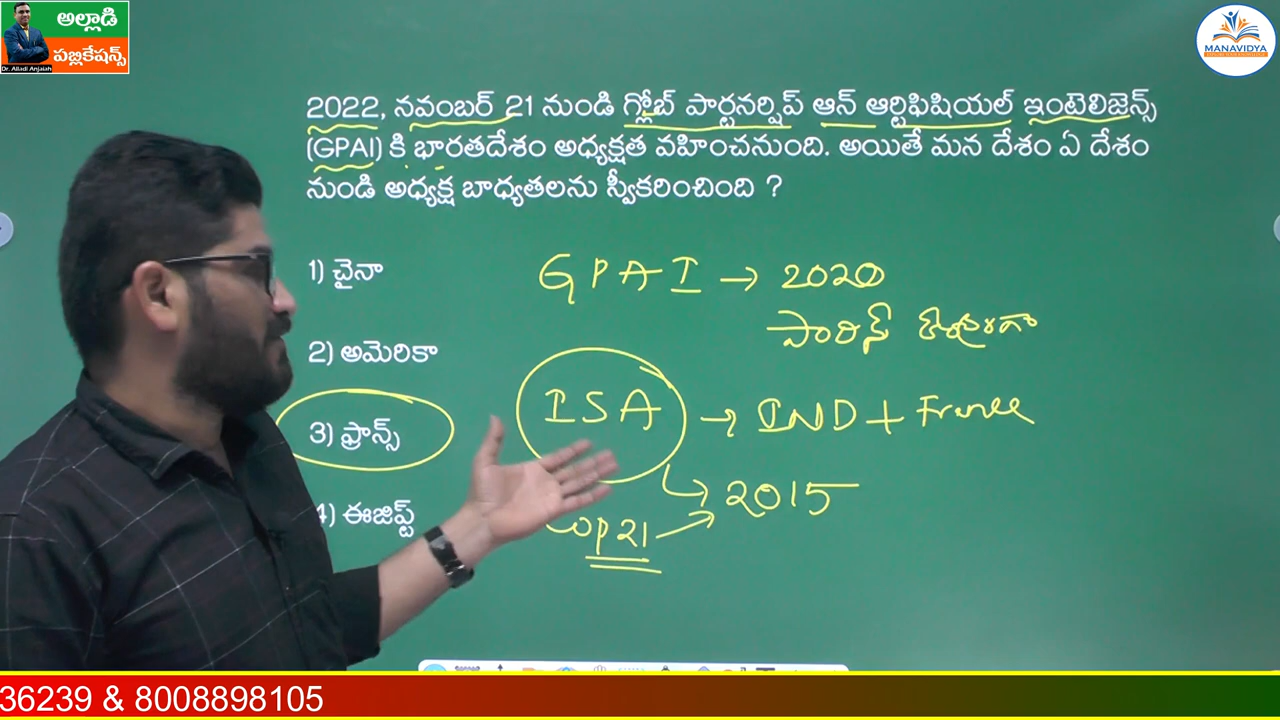 అల్లాడి
పబ్లికేషన్స్
Dr. Alladi Anjaiah
MANAVIDYA
2022, నవంబర్ 21 నుండి గ్లోబ్ పార్టనర్షిప్ ఆన్ ఆర్టిఫిషియల్ ఇంటెలిజెన్స్
(GPAI) కి భారతదేశం అధ్యక్షత వహించనుంది. అయితే మన దేశం ఏ దేశం
నుండి అధ్యక్ష బాధ్యతలను స్వీకరించింది ?
1) చైనా
GPAI → 2020
పారిస్
2) అమెరికా
ISA → IND + France
3) ఫ్రాన్స్
→ 2015
4) ఈజిప్ట్
Cop21
36239 & 8008898105